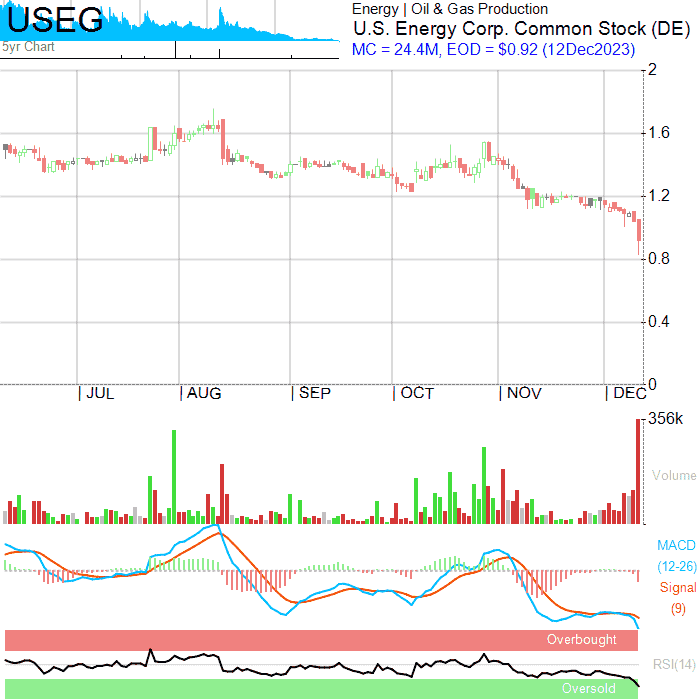 USEG
5yr Chart
Energy | Oil & Gas Production
U.S. Energy Corp. Common Stock (DE)
MC = 24.4M, EOD = $0.92 (12Dec2023)
2
1.6
1.2
0.8
0.4
0
| JUL | AUG | SEP | OCT | NOV | DEC
356k
Volume
MACD
(12-26)
Signal
(9)
Overbought
RSI(14)
Oversold